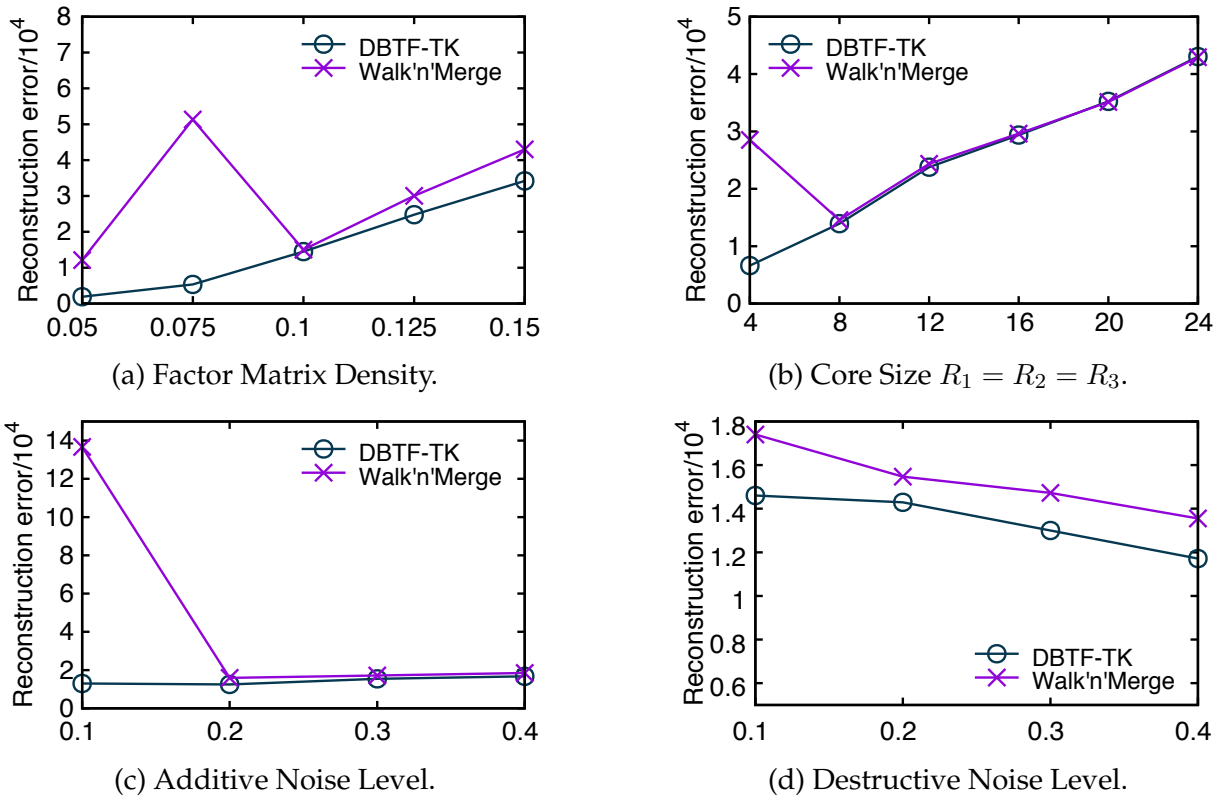 Reconstruction error/10^4
8
7
6
5
4
3
2
1
0
DBTF-TK
Walk'n'Merge
0.05 0.075 0.1 0.125 0.15
(a) Factor Matrix Density.
Reconstruction error/10^4
5
4
3
2
1
0
DBTF-TK
Walk'n'Merge
4 8 12 16 20 24
(b) Core Size R_1 = R_2 = R_3.
Reconstruction error/10^4
14
12
10
8
6
4
2
0
DBTF-TK
Walk'n'Merge
0.1 0.2 0.3 0.4
(c) Additive Noise Level.
Reconstruction error/10^4
1.8
1.6
1.4
1.2
1
0.8
0.6
DBTF-TK
Walk'n'Merge
0.1 0.2 0.3 0.4
(d) Destructive Noise Level.